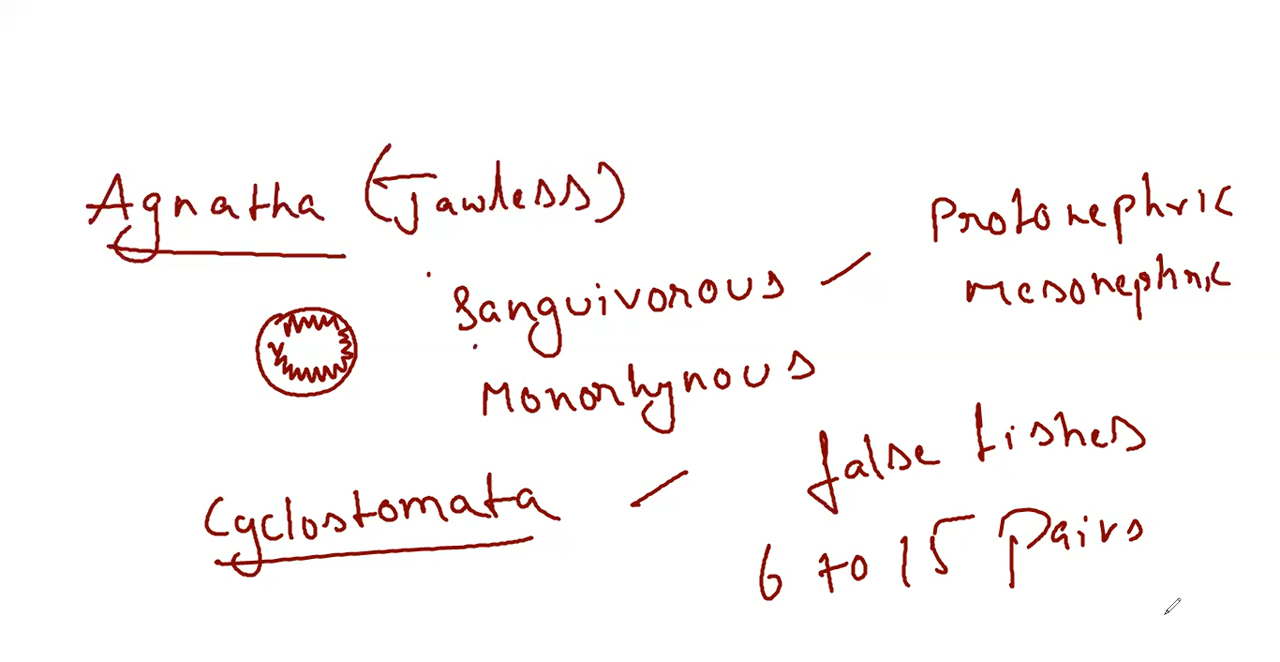 Agnatha (Jawless)
Protonephric
Sanguivorous – mesonephric
Monorhynous
Cyclostomata – false fishes
6 to 15 pairs